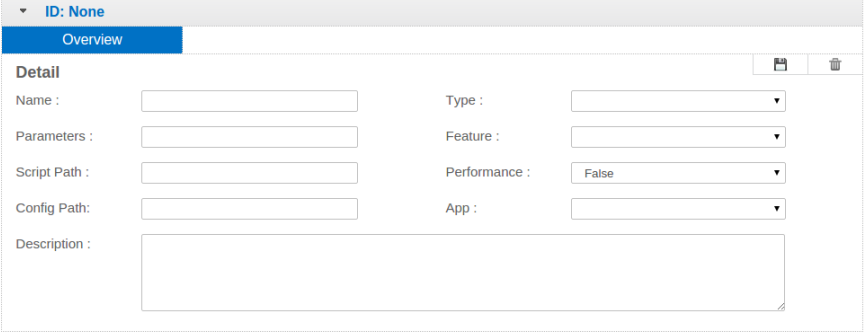 ID: None
Overview
Detail
Name :
Type :
Parameters :
Feature :
Script Path :
Performance :
False
Config Path:
App :
Description :